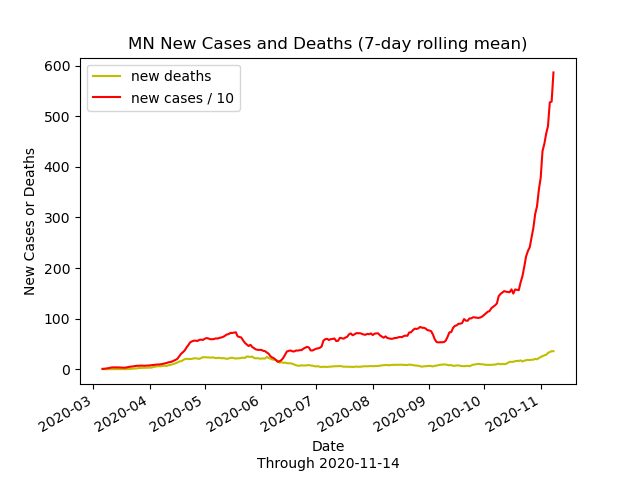 MN New Cases and Deaths (7-day rolling mean)
new deaths
new cases / 10
New Cases or Deaths
600
500
400
300
200
100
0
2020-03
2020-04
2020-05
2020-06
2020-07
2020-08
2020-09
2020-10
2020-11
Date
Through 2020-11-14